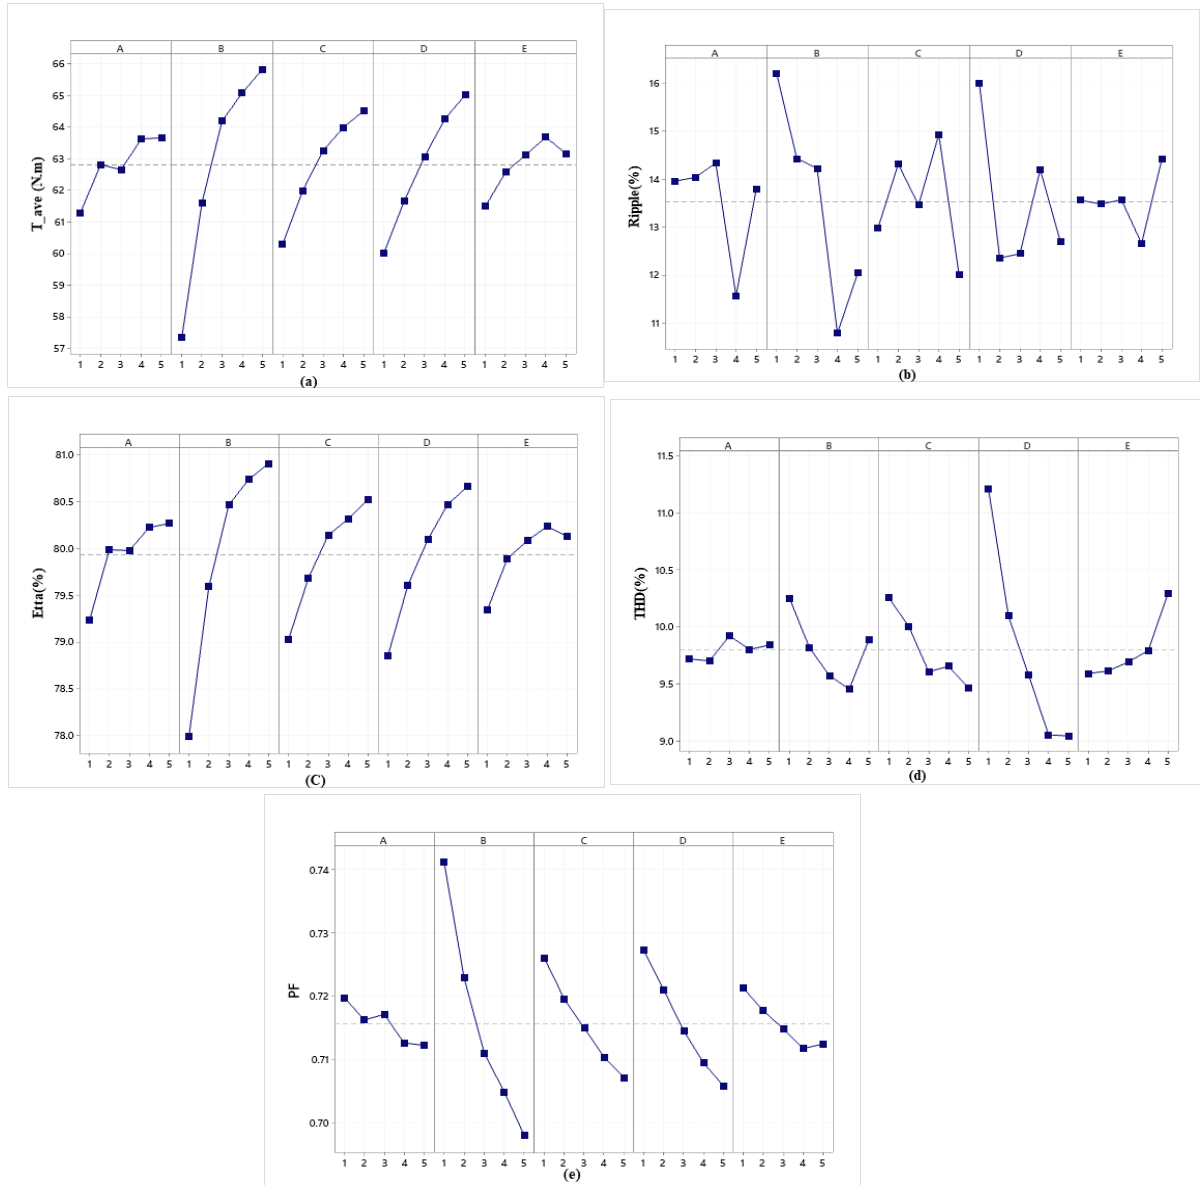 A B C D E
66
65
64
63
62
61
60
59
58
57
T_ave (N.m)
1 2 3 4 5 1 2 3 4 5 1 2 3 4 5 1 2 3 4 5 1 2 3 4 5
(a)
A B C D E
16
15
14
13
12
11
Ripple(%)
1 2 3 4 5 1 2 3 4 5 1 2 3 4 5 1 2 3 4 5 1 2 3 4 5
(b)
A B C D E
81.0
80.5
80.0
79.5
79.0
78.5
78.0
Etta(%)
1 2 3 4 5 1 2 3 4 5 1 2 3 4 5 1 2 3 4 5 1 2 3 4 5
(C)
A B C D E
11.5
11.0
10.5
10.0
9.5
9.0
THD(%)
1 2 3 4 5 1 2 3 4 5 1 2 3 4 5 1 2 3 4 5 1 2 3 4 5
(d)
A B C D E
0.74
0.73
0.72
0.71
0.70
PF
1 2 3 4 5 1 2 3 4 5 1 2 3 4 5 1 2 3 4 5 1 2 3 4 5
(e)